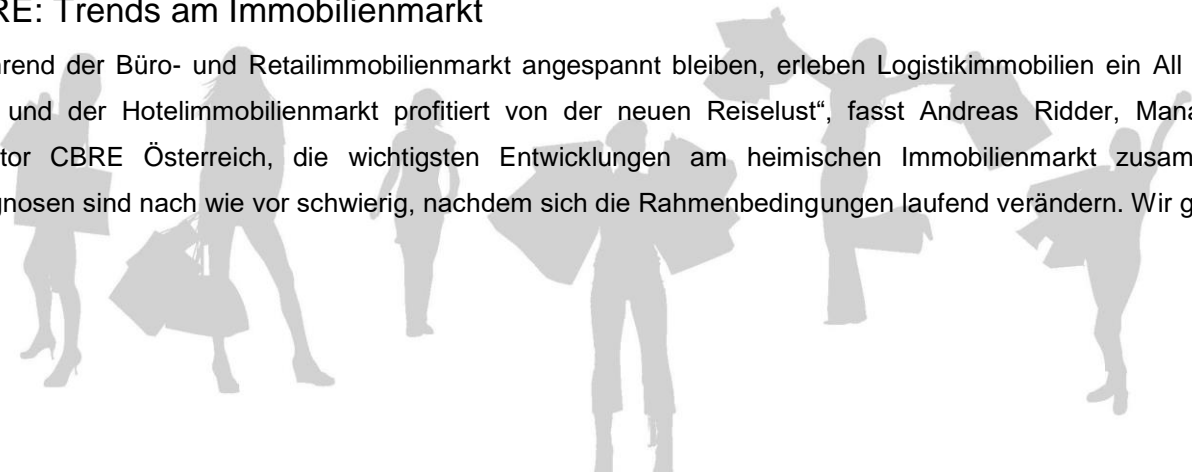 RE: Trends am Immobilienmarkt
hrend der Büro- und Retailimmobilienmarkt angespannt bleiben, erleben Logistikimmobilien ein All
und der Hotelimmobilienmarkt profitiert von der neuen Reiselust“, fasst Andreas Ridder, Mana
tor CBRE Österreich, die wichtigsten Entwicklungen am heimischen Immobilienmarkt zusam
gnosen sind nach wie vor schwierig, nachdem sich die Rahmenbedingungen laufend verändern. Wir g